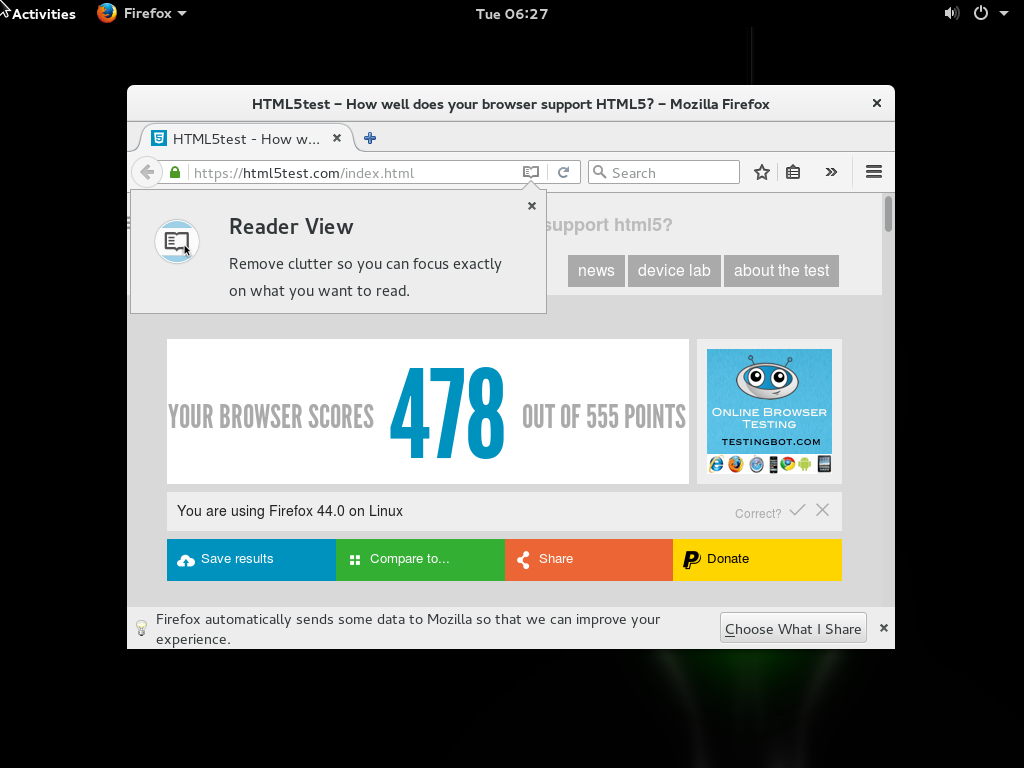 Activities
Firefox
Tue 06:27
HTML5test – How well does your browser support HTML5? – Mozilla Firefox
HTML5test - How w...
https://html5test.com/index.html
Search
Reader View
Remove clutter so you can focus exactly
on what you want to read.
support html5?
news
device lab
about the test
YOUR BROWSER SCORES 478 OUT OF 555 POINTS
ONLINE BROWSER
TESTING
TESTINGBOT.COM
You are using Firefox 44.0 on Linux
Correct?
Save results
Compare to...
Share
Donate
Firefox automatically sends some data to Mozilla so that we can improve your
experience.
Choose What I Share